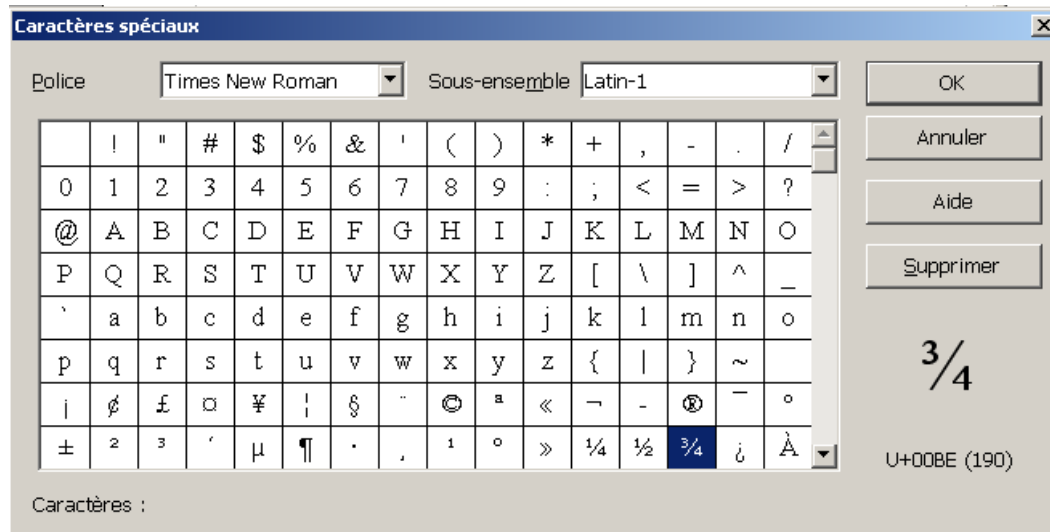 Caractères spéciaux
Police Times New Roman Sous-ensemble Latin-1 OK
Annuler
Aide
Supprimer
! " # $ % & ' ( ) * + , - . /
0 1 2 3 4 5 6 7 8 9 : ; < = > ?
@ A B C D E F G H I J K L M N O
P Q R S T U V W X Y Z [ \ ] ^ _
` a b c d e f g h i j k l m n o
p q r s t u v w x y z { | } ~
¡ ¢ £ ¤ ¥ ¦ § ¨ © ª « ¬ - ® ¯ °
± ² ³ ´ µ ¶ · ¸ ¹ º » ¼ ½ ¾ ¿ À
¾
U+00BE (190)
Caractères :